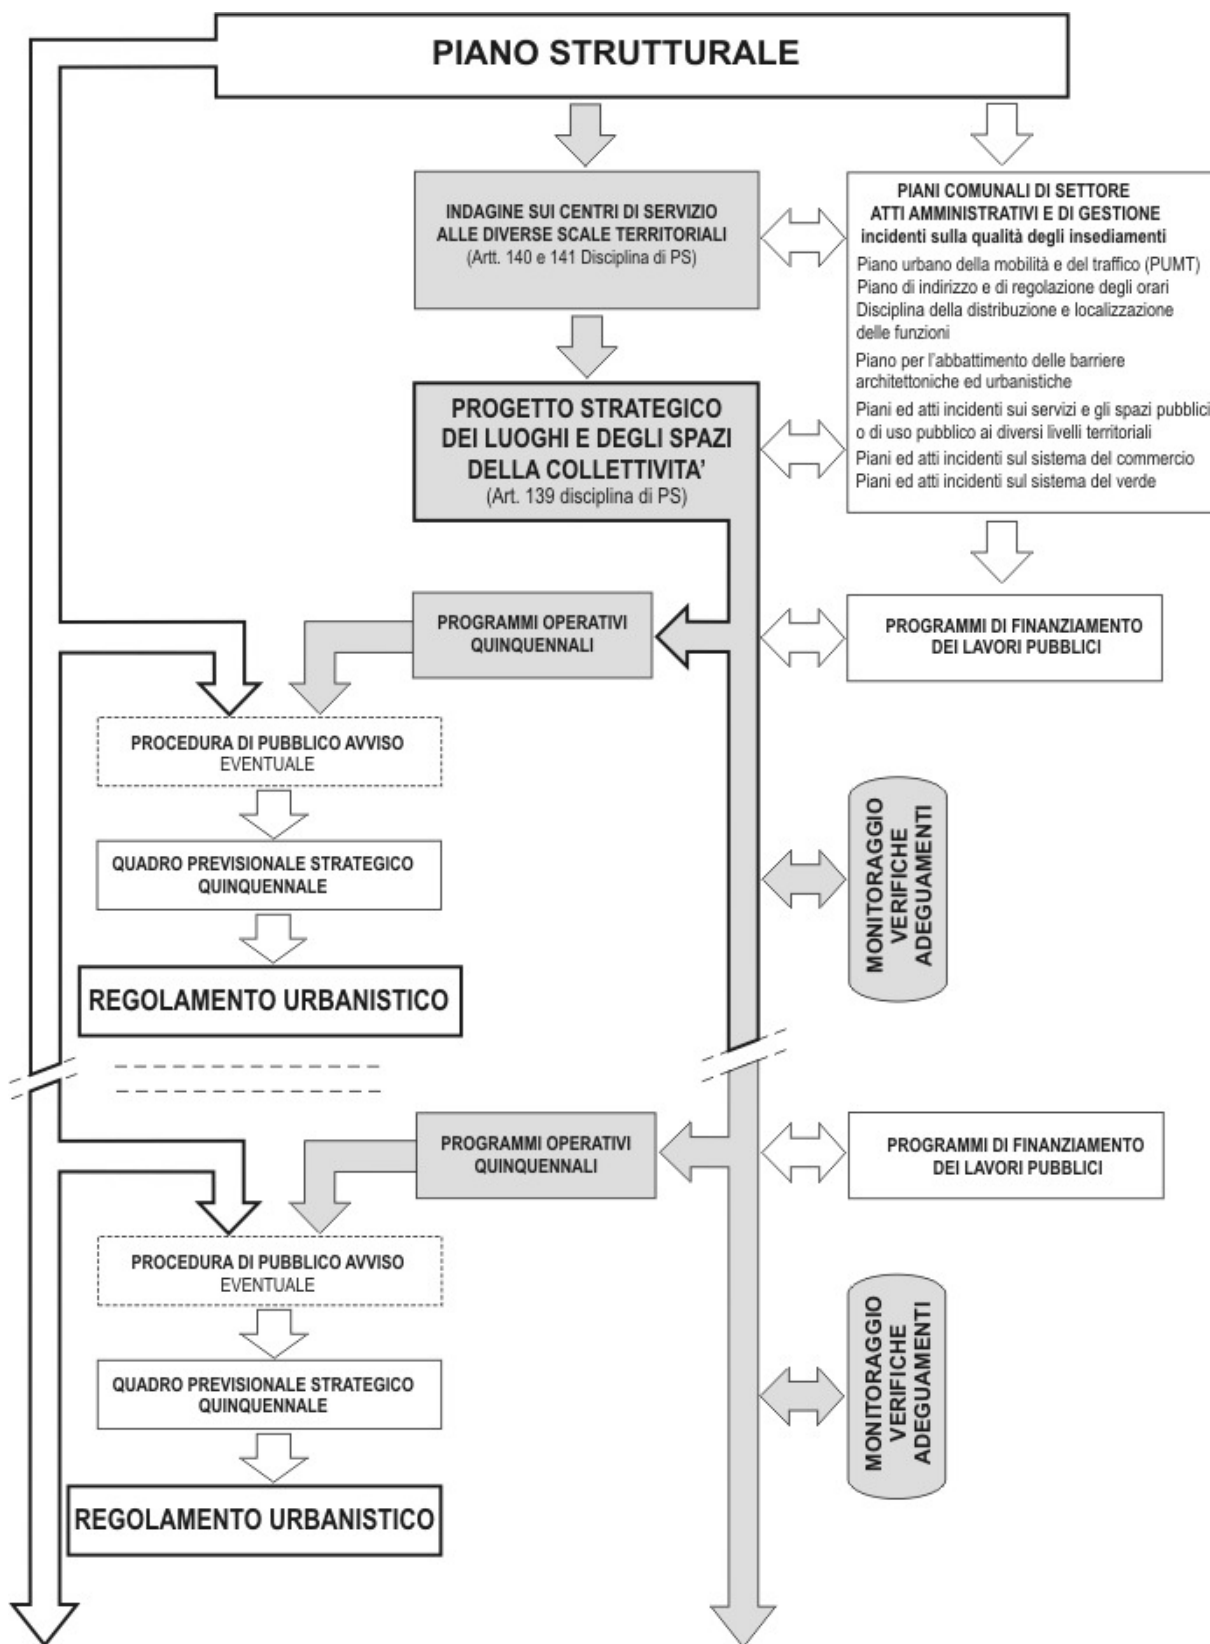 PIANO STRUTTURALE
INDAGINE SUI CENTRI DI SERVIZIO
ALLE DIVERSE SCALE TERRITORIALI
(Artt. 140 e 141 Disciplina di PS)
PIANI COMUNALI DI SETTORE
ATTI AMMINISTRATIVI E DI GESTIONE
incidenti sulla qualità degli insediamenti
Piano urbano della mobilità e del traffico (PUMT)
Piano di indirizzo e di regolazione degli orari
Disciplina della distribuzione e localizzazione
delle funzioni
Piano per l'abbattimento delle barriere
architettoniche ed urbanistiche
Piani ed atti incidenti sui servizi e gli spazi pubblici
o di uso pubblico ai diversi livelli territoriali
Piani ed atti incidenti sul sistema del commercio
Piani ed atti incidenti sul sistema del verde
PROGETTO STRATEGICO
DEI LUOGHI E DEGLI SPAZI
DELLA COLLETTIVITA'
(Art. 139 disciplina di PS)
PROGRAMMI OPERATIVI
QUINQUENNALI
PROGRAMMI DI FINANZIAMENTO
DEI LAVORI PUBBLICI
PROCEDURA DI PUBBLICO AVVISO
EVENTUALE
QUADRO PREVISIONALE STRATEGICO
QUINQUENNALE
REGOLAMENTO URBANISTICO
MONITORAGGIO
VERIFICHE
ADEGUAMENTI
PROGRAMMI OPERATIVI
QUINQUENNALI
PROGRAMMI DI FINANZIAMENTO
DEI LAVORI PUBBLICI
PROCEDURA DI PUBBLICO AVVISO
EVENTUALE
QUADRO PREVISIONALE STRATEGICO
QUINQUENNALE
REGOLAMENTO URBANISTICO
MONITORAGGIO
VERIFICHE
ADEGUAMENTI